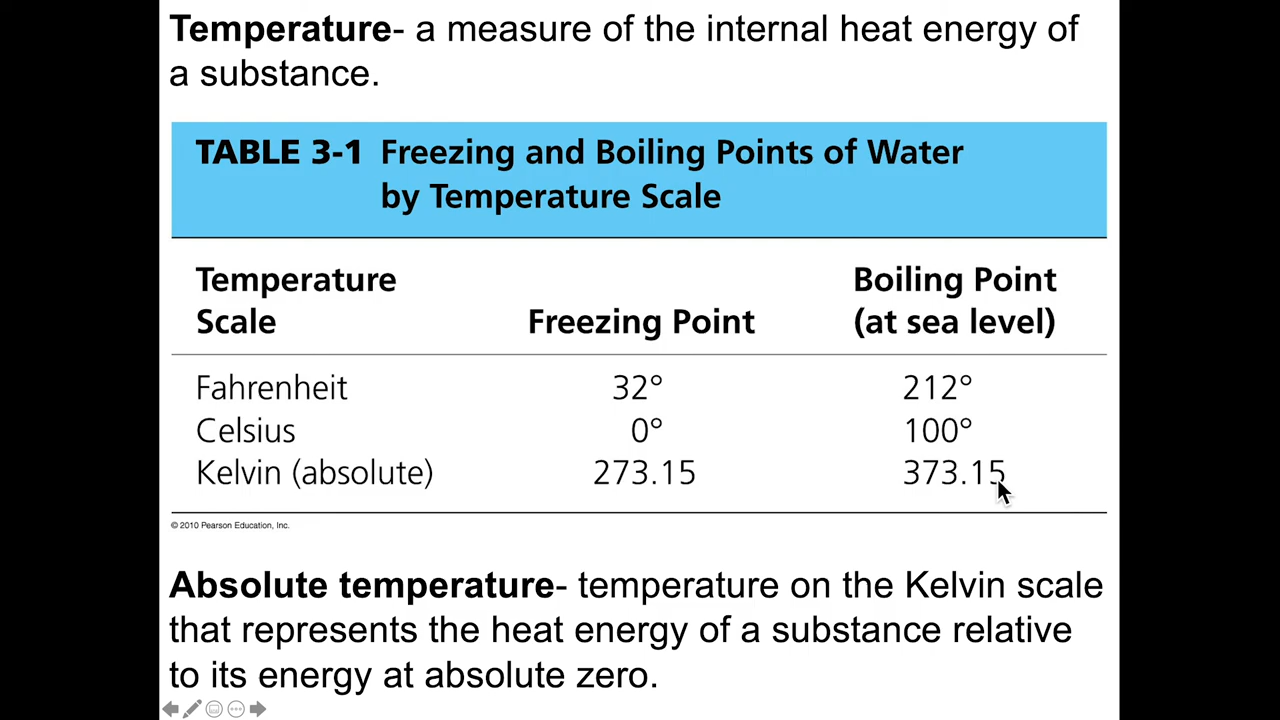 Temperature- a measure of the internal heat energy of
a substance.
TABLE 3-1 Freezing and Boiling Points of Water
by Temperature Scale
Temperature
Scale
Freezing Point
Boiling Point
(at sea level)
Fahrenheit 32° 212°
Celsius 0° 100°
Kelvin (absolute) 273.15 373.15
© 2010 Pearson Education, Inc.
Absolute temperature- temperature on the Kelvin scale
that represents the heat energy of a substance relative
to its energy at absolute zero.